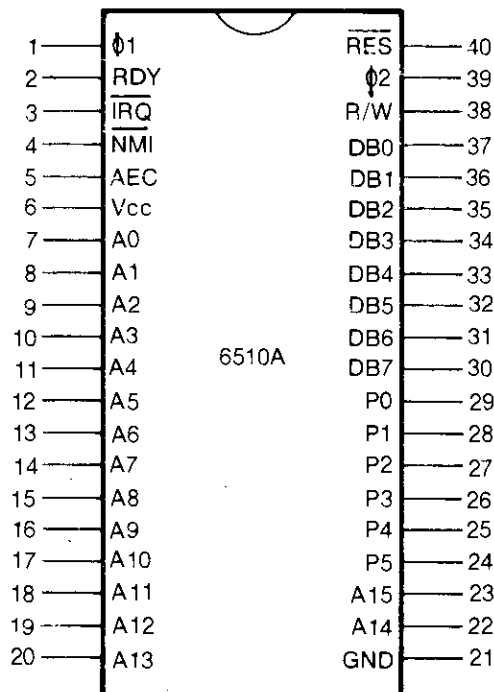 1 ϕ1 R̅E̅S̅ 40
2 RDY ϕ2 39
3 I̅R̅Q̅ R/W 38
4 N̅M̅I̅ DB0 37
5 AEC DB1 36
6 Vcc DB2 35
7 A0 DB3 34
8 A1 DB4 33
9 A2 DB5 32
10 A3 DB6 31
11 A4 6510A DB7 30
12 A5 P0 29
13 A6 P1 28
14 A7 P2 27
15 A8 P3 26
16 A9 P4 25
17 A10 P5 24
18 A11 A15 23
19 A12 A14 22
20 A13 GND 21